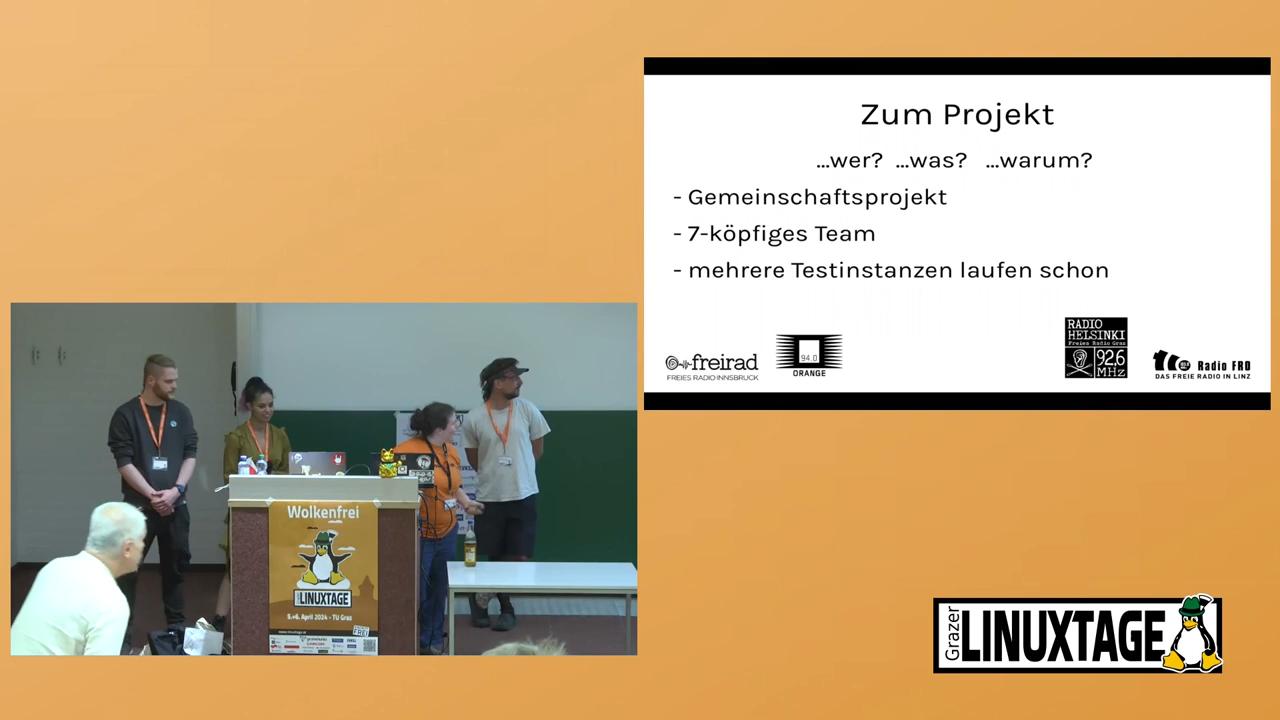 Zum Projekt
...wer? ...was? ...warum?
- Gemeinschaftsprojekt
- 7-köpfiges Team
- mehrere Testinstanzen laufen schon
freirad
FREIES RADIO INNSBRUCK
94.0
ORANGE
RADIO
HELSINKI
Freies Radio Graz
92.6
MHz
Radio FRO
DAS FREIE RADIO IN LINZ
Wolkenfrei
LINUXTAGE
5.+6. April 2024 - TU Graz
Grazer
LINUXTAGE